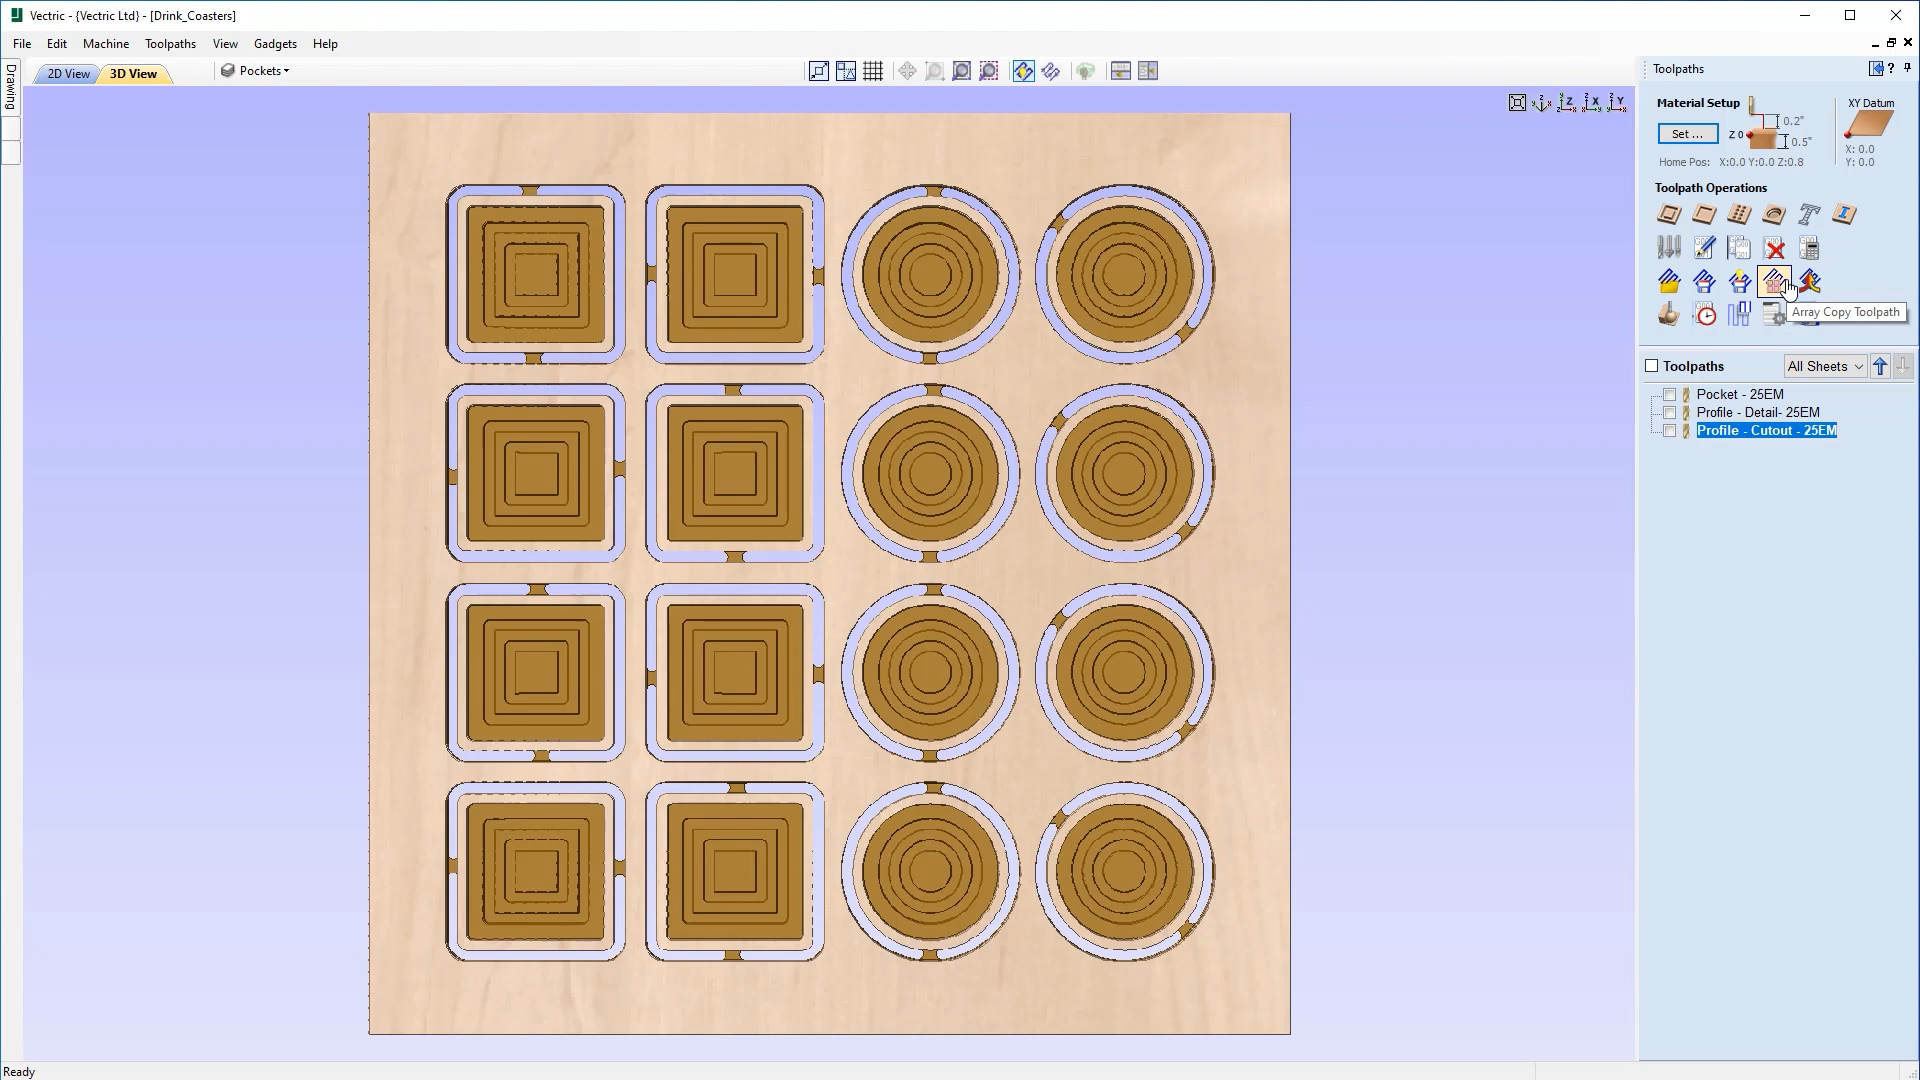 Vectric - {Vectric Ltd} - [Drink_Coasters]
File Edit Machine Toolpaths View Gadgets Help
Drawing
2D View 3D View Pockets
Toolpaths ?
Material Setup XY Datum
Set ... Z 0 0.2" 0.5"
X: 0.0
Home Pos: X:0.0 Y:0.0 Z:0.8 Y: 0.0
Toolpath Operations
Array Copy Toolpath
Toolpaths All Sheets
Pocket - 25EM
Profile - Detail- 25EM
Profile - Cutout - 25EM
Ready